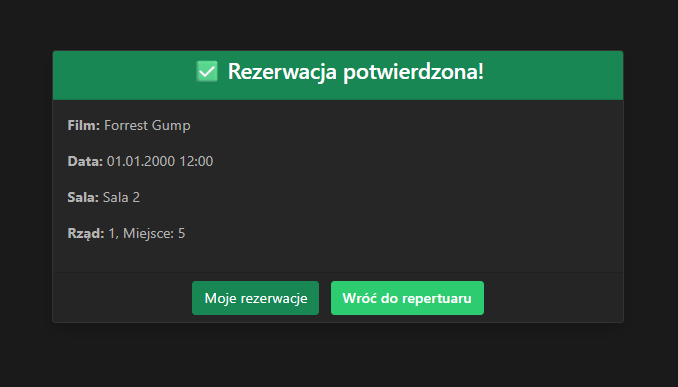 ✅ Rezerwacja potwierdzona!
Film: Forrest Gump
Data: 01.01.2000 12:00
Sala: Sala 2
Rząd: 1, Miejsce: 5
Moje rezerwacje
Wróć do repertuaru